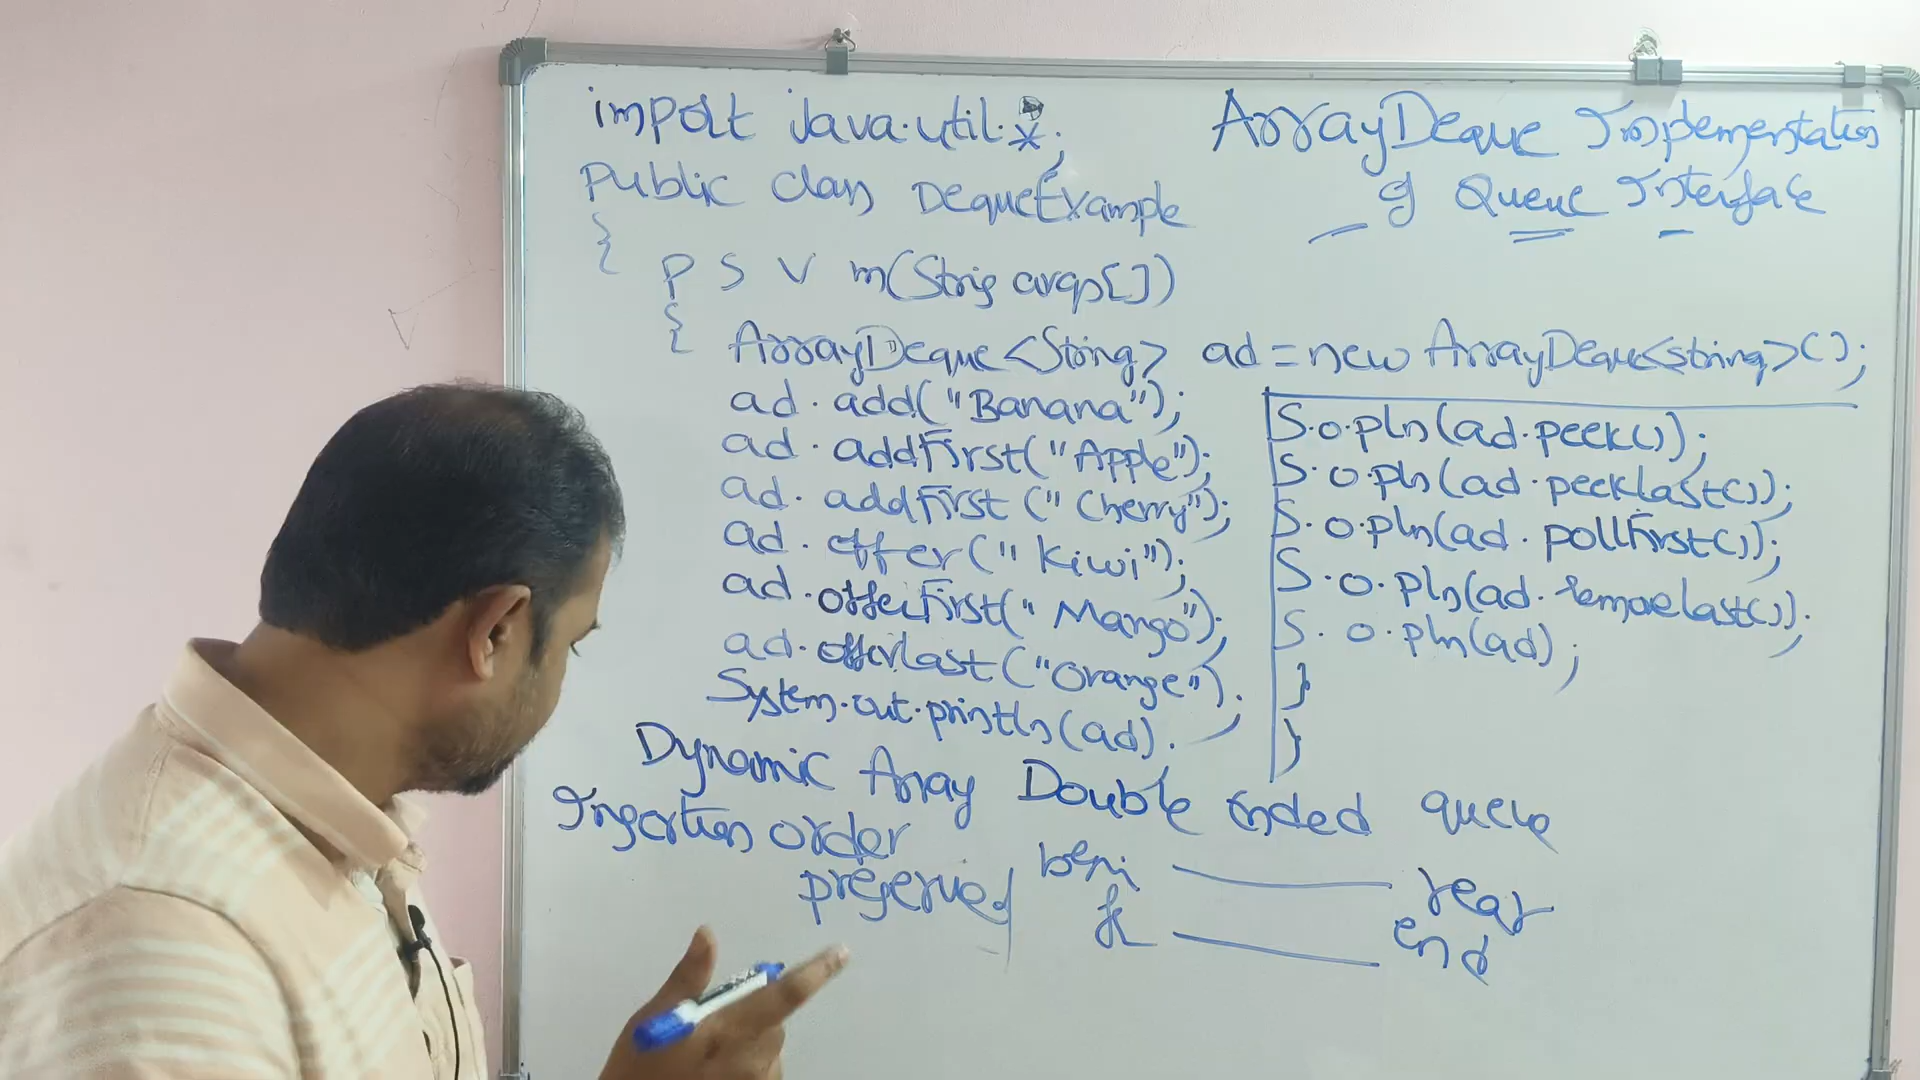 import java.util.*;
ArrayDeque Implementation
of Queue Interface
Public class DequeExample
{
P S V m(String args[])
{
ArrayDeque<String> ad = new ArrayDeque<string>();
ad.add("Banana");
ad.addFirst("Apple");
ad.addFirst("Cherry");
ad.offer("kiwi");
ad.offerFirst("Mango");
ad.offerlast("Orange");
System.out.println(ad);
S.o.pln(ad.peek());
S.o.pln(ad.peeklast());
S.o.pln(ad.pollFirst());
S.o.pln(ad.removelast());
S.o.pln(ad);
}
}
Dynamic Array Double ended queue
Insertion order
preserved
rear
end